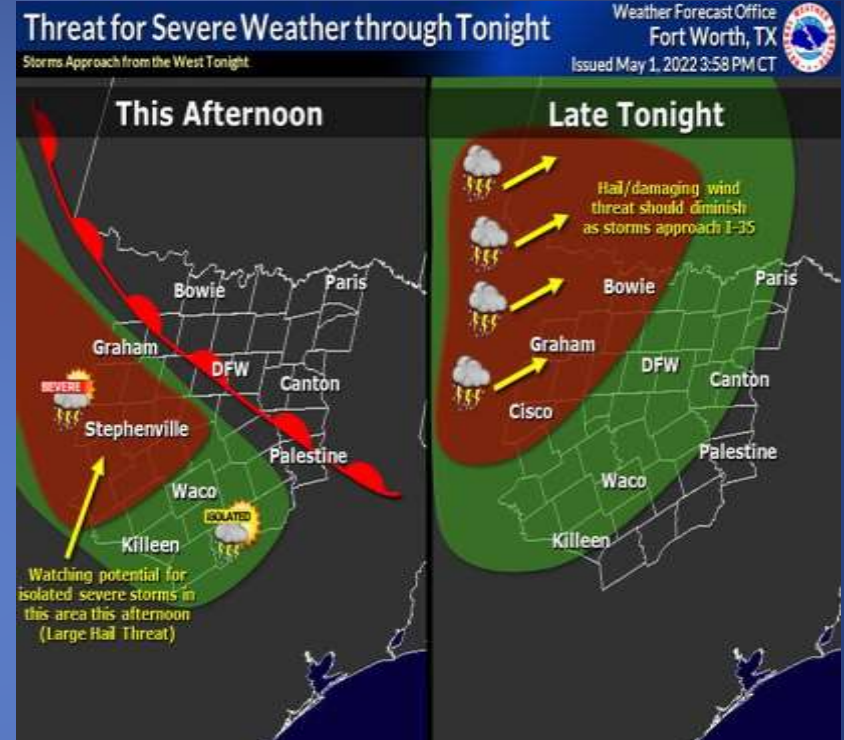 Threat for Severe Weather through Tonight
Storms Approach from the West Tonight
Weather Forecast Office
Fort Worth, TX
Issued May 1, 2022 3:58 PM CT
This Afternoon
Bowie
Paris
Graham
DFW
Canton
SEVERE
Stephenville
Palestine
Waco
ISOLATED
Killeen
Watching potential for
isolated severe storms in
this area this afternoon
(Large Hail Threat)
Late Tonight
Hail/damaging wind
threat should diminish
as storms approach I-35
Paris
Bowie
Graham
DFW
Canton
Cisco
Palestine
Waco
Killeen